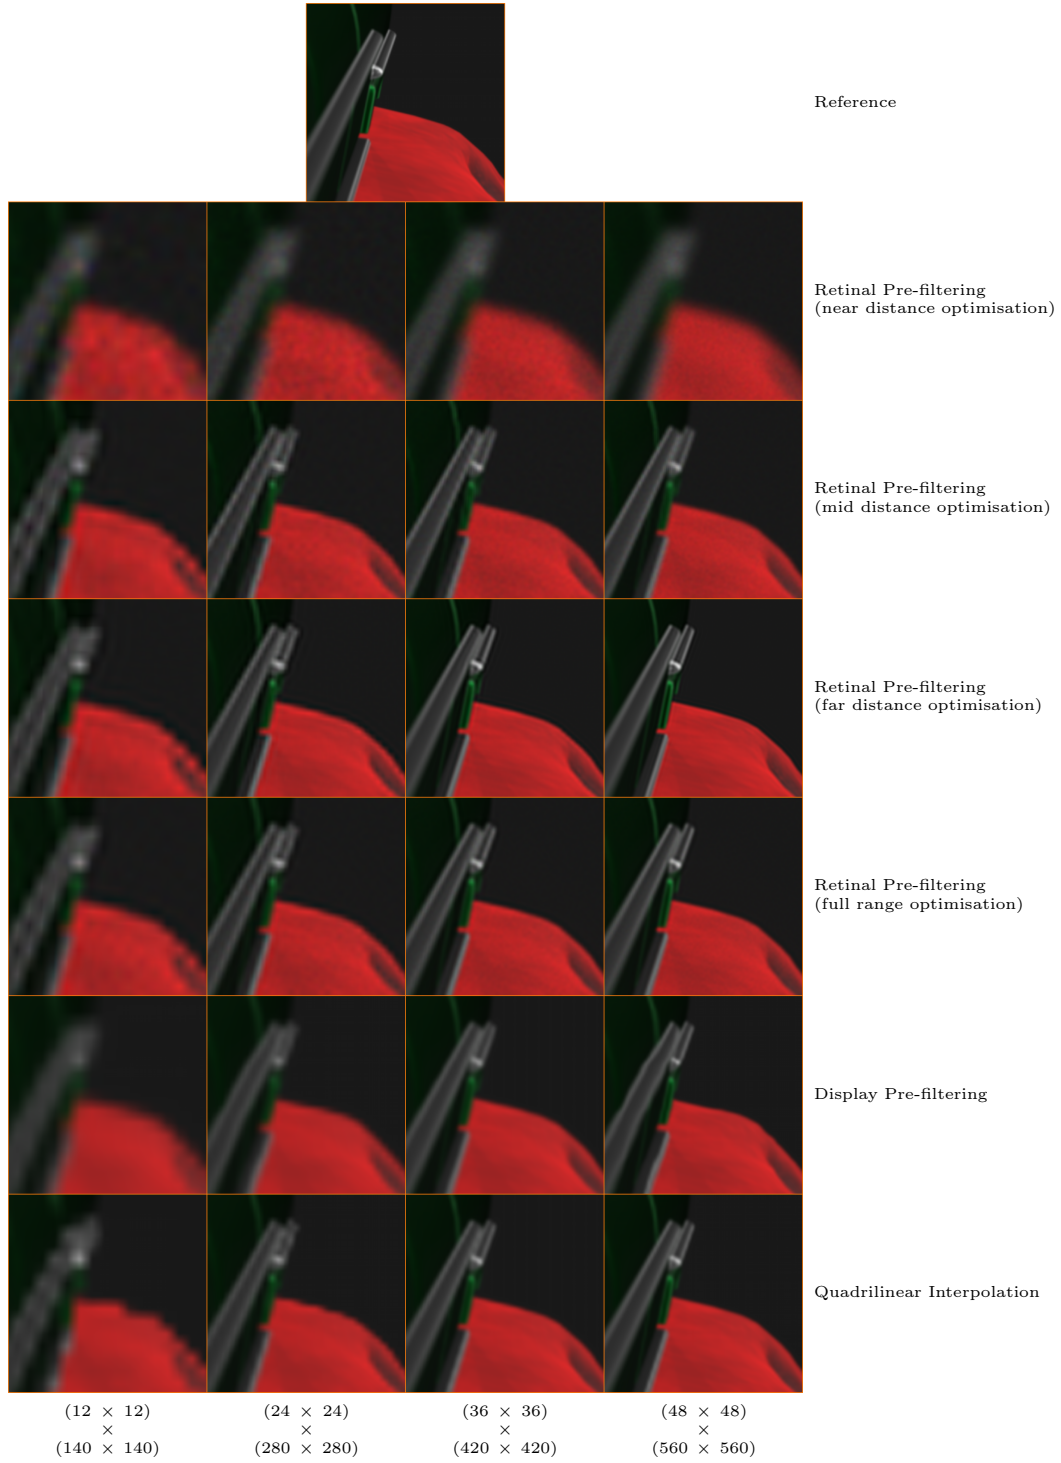 Reference
Retinal Pre-filtering
(near distance optimisation)
Retinal Pre-filtering
(mid distance optimisation)
Retinal Pre-filtering
(far distance optimisation)
Retinal Pre-filtering
(full range optimisation)
Display Pre-filtering
Quadrilinear Interpolation
(12 × 12)
×
(140 × 140)
(24 × 24)
×
(280 × 280)
(36 × 36)
×
(420 × 420)
(48 × 48)
×
(560 × 560)